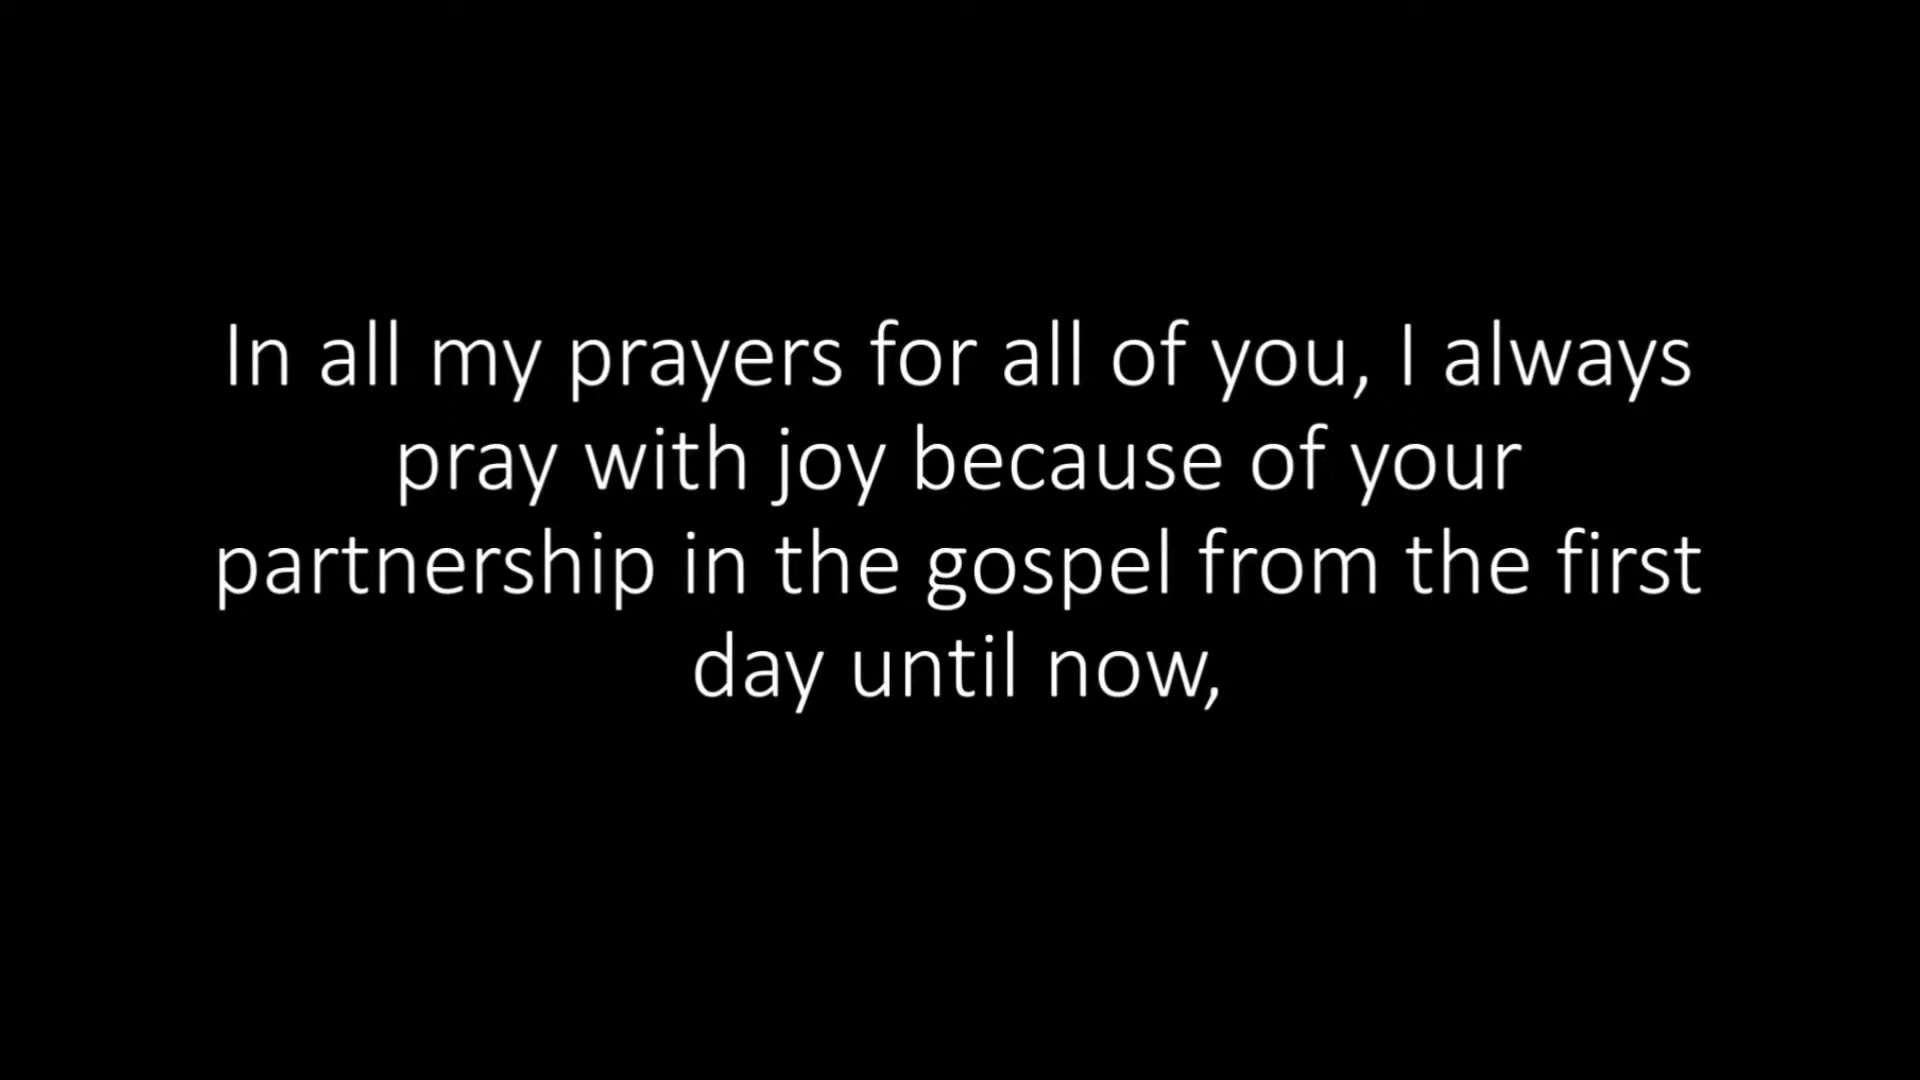 In all my prayers for all of you, I always
pray with joy because of your
partnership in the gospel from the first
day until now,